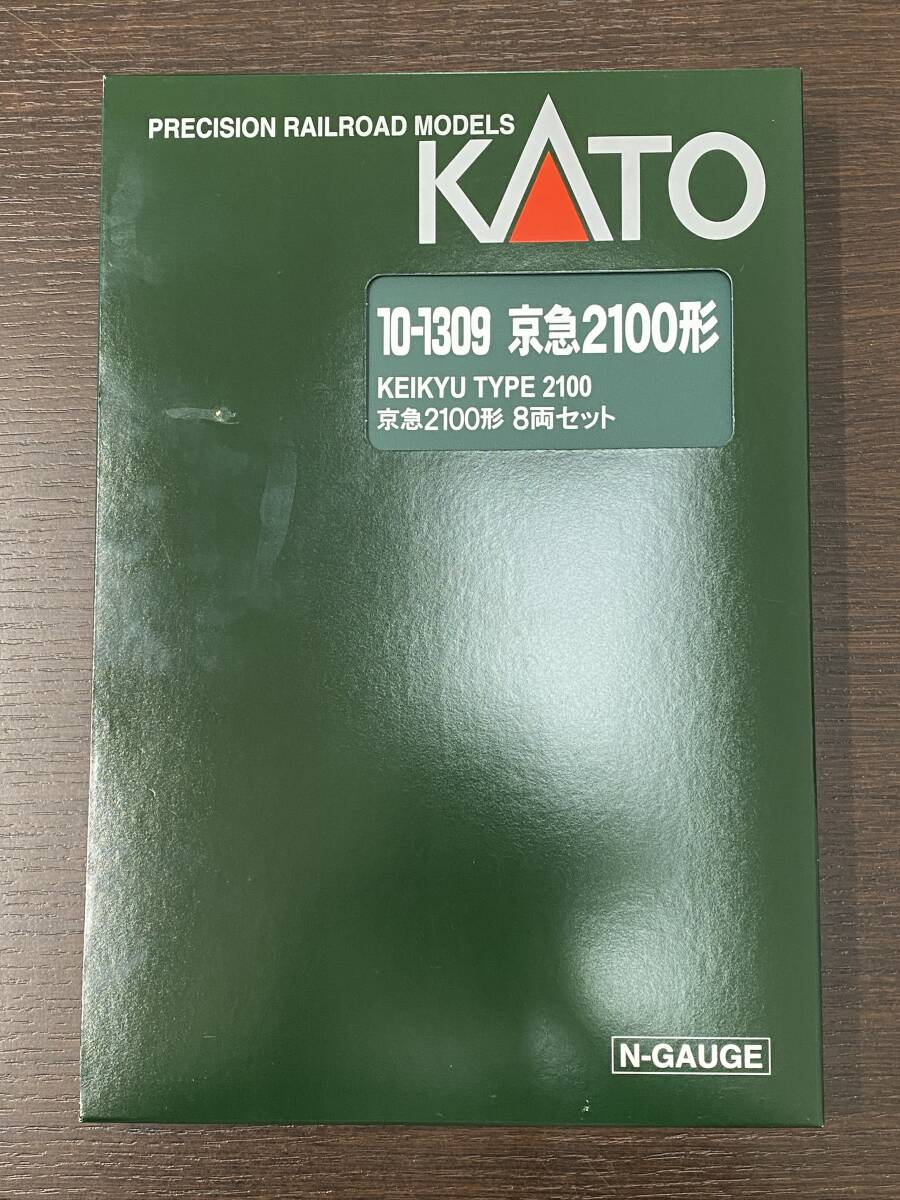 PRECISION RAILROAD MODELS
KATO
10-1309 京急2100形
KEIKYU TYPE 2100
京急2100形 8両セット
N-GAUGE